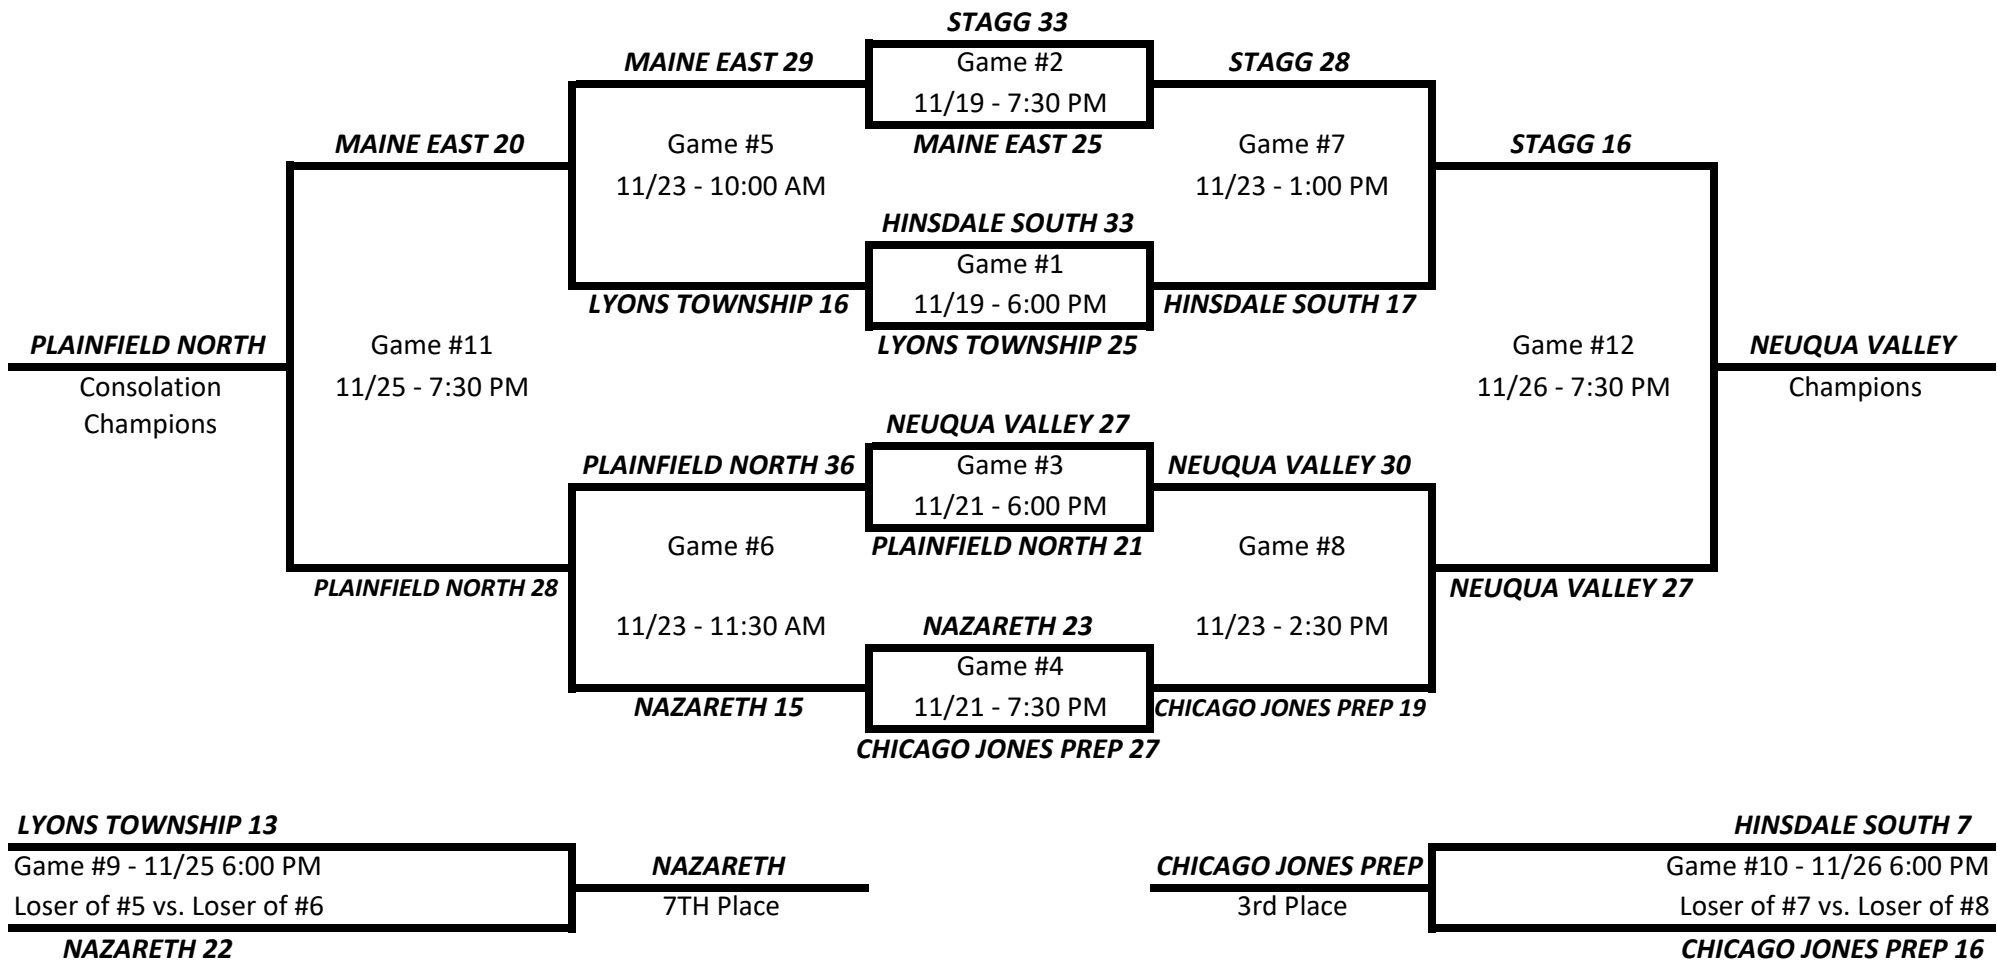 STAGG 33
MAINE EAST 29
Game #2
STAGG 28
11/19 - 7:30 PM
MAINE EAST 20
Game #5
MAINE EAST 25
Game #7
STAGG 16
11/23 - 10:00 AM
11/23 - 1:00 PM
HINSDALE SOUTH 33
Game #1
LYONS TOWNSHIP 16
11/19 - 6:00 PM
HINSDALE SOUTH 17
PLAINFIELD NORTH
Game #11
LYONS TOWNSHIP 25
Game #12
NEUQUA VALLEY
Consolation
11/25 - 7:30 PM
11/26 - 7:30 PM
Champions
Champions
NEUQUA VALLEY 27
PLAINFIELD NORTH 36
Game #3
NEUQUA VALLEY 30
11/21 - 6:00 PM
Game #6
PLAINFIELD NORTH 21
Game #8
PLAINFIELD NORTH 28
NEUQUA VALLEY 27
11/23 - 11:30 AM
NAZARETH 23
11/23 - 2:30 PM
Game #4
NAZARETH 15
11/21 - 7:30 PM
CHICAGO JONES PREP 19
CHICAGO JONES PREP 27
LYONS TOWNSHIP 13
HINSDALE SOUTH 7
Game #9 - 11/25 6:00 PM
NAZARETH
CHICAGO JONES PREP
Game #10 - 11/26 6:00 PM
Loser of #5 vs. Loser of #6
7TH Place
3rd Place
Loser of #7 vs. Loser of #8
NAZARETH 22
CHICAGO JONES PREP 16